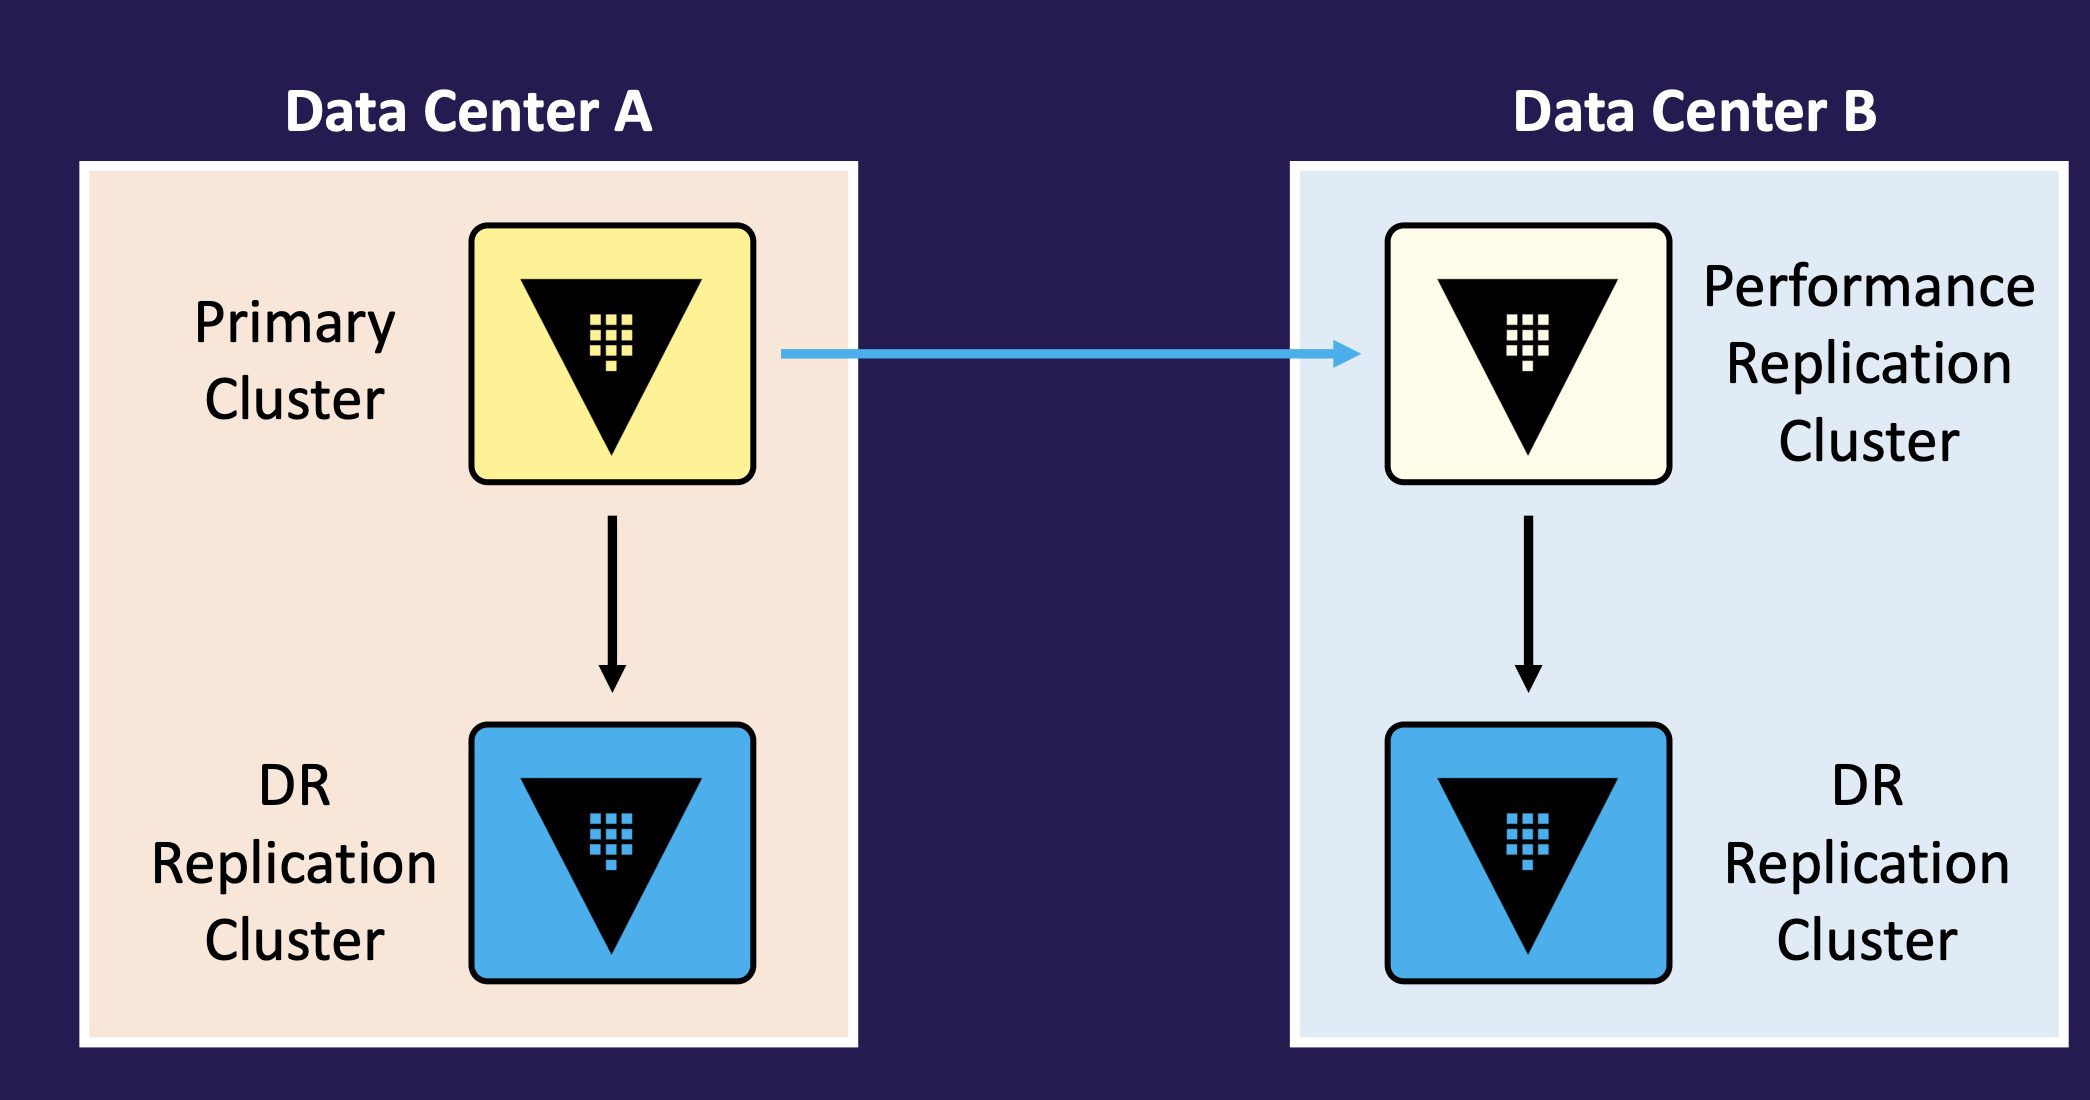 Data Center A
Data Center B
Primary
Cluster
Performance
Replication
Cluster
DR
Replication
Cluster
DR
Replication
Cluster